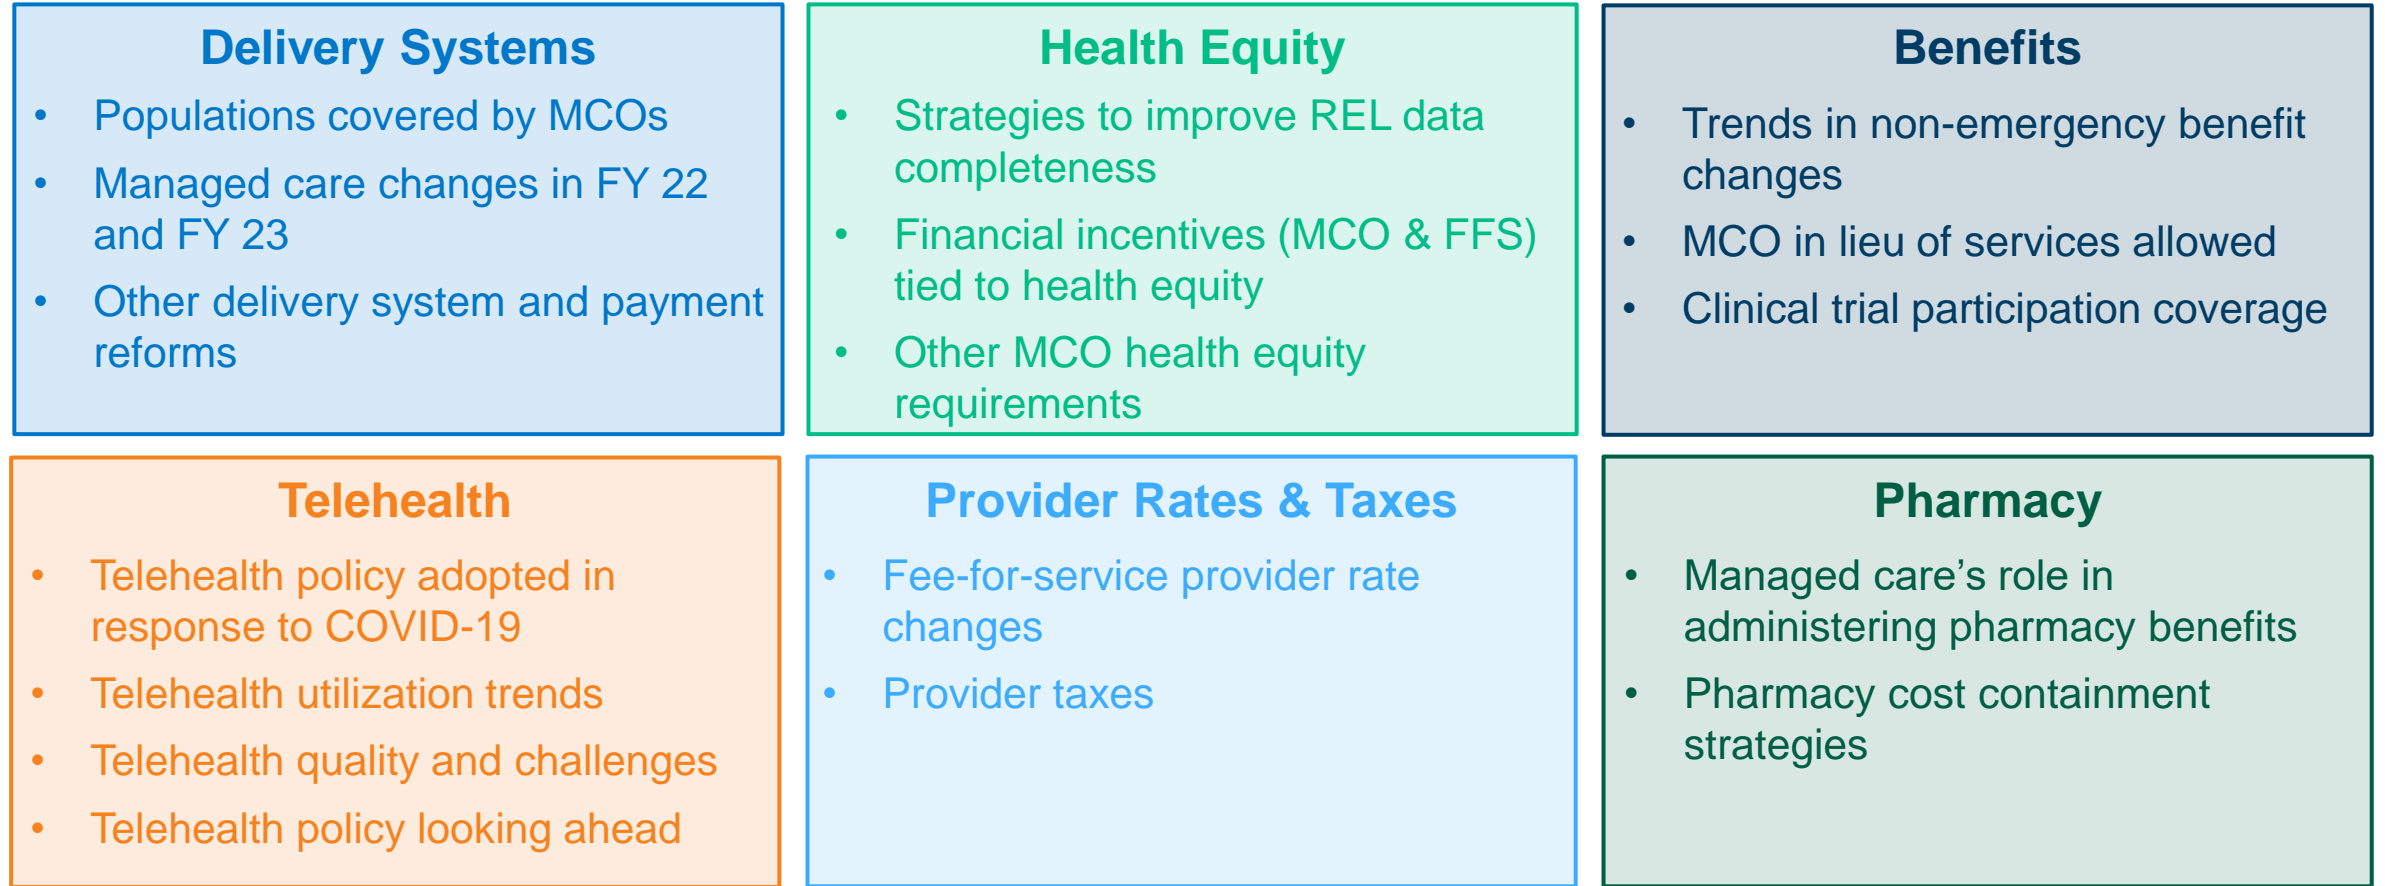 Delivery Systems
• Populations covered by MCOs
• Managed care changes in FY 22
and FY 23
• Other delivery system and payment
reforms
Health Equity
• Strategies to improve REL data
completeness
• Financial incentives (MCO & FFS)
tied to health equity
• Other MCO health equity
requirements
Benefits
• Trends in non-emergency benefit
changes
• MCO in lieu of services allowed
• Clinical trial participation coverage
Telehealth
• Telehealth policy adopted in
response to COVID-19
• Telehealth utilization trends
• Telehealth quality and challenges
• Telehealth policy looking ahead
Provider Rates & Taxes
• Fee-for-service provider rate
changes
• Provider taxes
Pharmacy
• Managed care’s role in
administering pharmacy benefits
• Pharmacy cost containment
strategies